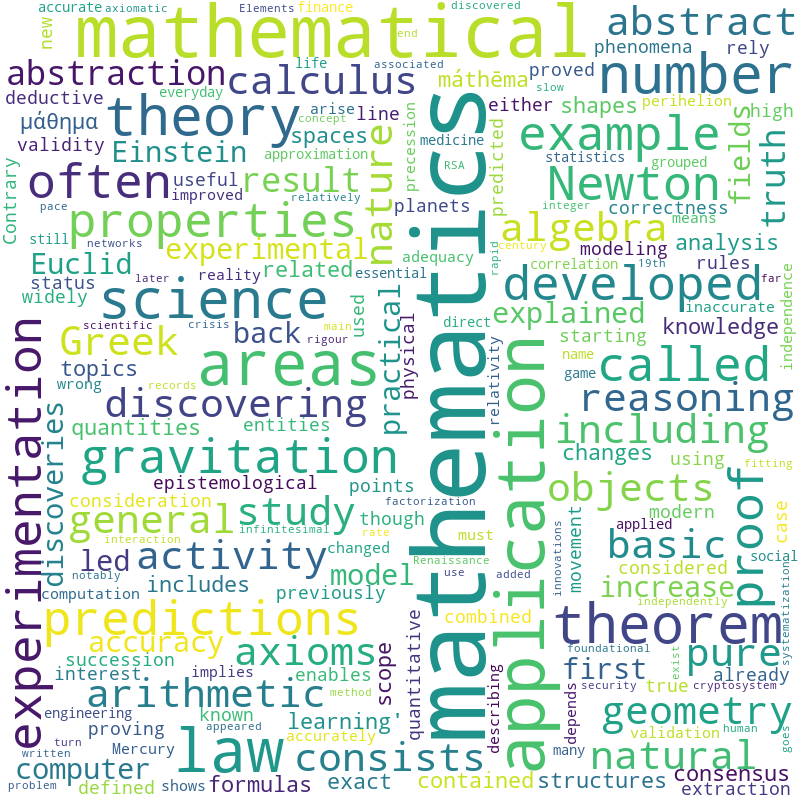 accurate
axiomatic
Elements
finance
discovered
new
mathematical
end
abstract
life
associated
phenomena
rely
abstraction
calculus
máthēma
proved
number
deductive
everyday
slow
theory
arise
line
either
shapes
perihelion
high
μάθημα
concept
validity
Einstein
spaces
nature
precession
medicine
predicted
example
fields
truth
approximation
RSA
statistics
grouped
often
useful
result
improved
relatively
Newton
Contrary
pace
properties
planets
integer
means
correctness
still
networks
experimental
algebra
modeling
analysis
rapid
century
Euclid
later
reality
related
adequacy
correlation
19th
rules
status
essential
developed
far
widely
science
used
mathematics
inaccurate
independence
scientific
crisis
main
back
rigour
practical
physical
direct
relativity
explained
starting
knowledge
Greek
topics
areas
name
game
called
wrong
records
experimentation
discovering
reasoning
discoveries
quantities
entities
application
including
gravitation
points
changes
using
fitting
epistemological
consideration
objects
proof
factorization
general
study
though
modern
case
infinitesimal
must
applied
interaction
rate
led
activity
changed
Renaissance
innovations
movement
basic
social
notably
model
considered
systematization
computation
includes
previously
use
added
increase
independently
predictions
combined
quantitative
theorem
accuracy
axioms
scope
foundational
pure
succession
interest
enables
first
already
implies
describing
exist
method
depends
security
true
cryptosystem
arithmetic
engineering
known
learning'
geometry
turn
appeared
proving
accurately
validation
human
written
Mercury
law
consists
many
natural
goes
computer
shows
consensus
problem
defined
formulas
exact
contained
structures
extraction